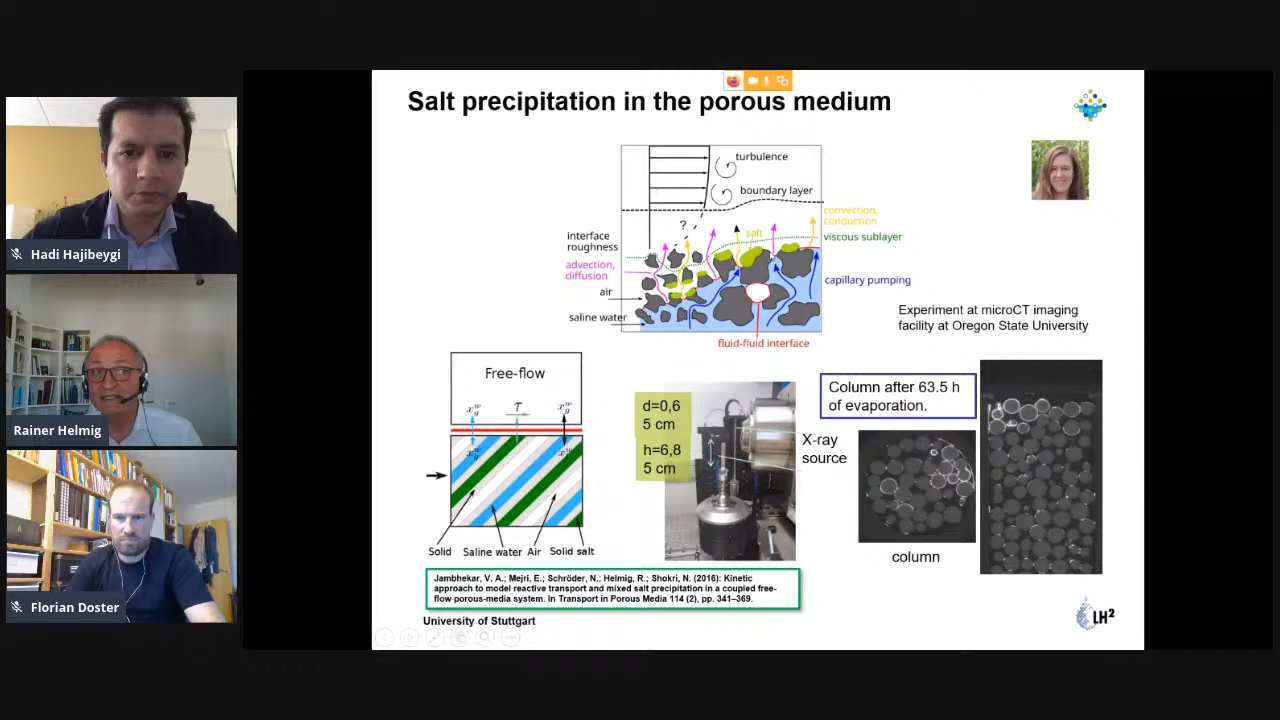 Salt precipitation in the porous medium
turbulence
boundary layer
convection,
conduction
?
salt
viscous sublayer
interface
roughness
advection,
diffusion
air
saline water
capillary pumping
fluid-fluid interface
Experiment at microCT imaging
facility at Oregon State University
Free-flow
τ
Solid
Saline water
Air
Solid salt
d=0,6
5 cm
h=6,8
5 cm
X-ray
source
Column after 63.5 h
of evaporation.
column
Jambhekar, V. A.; Mejri, E.; Schröder, N.; Helmig, R.; Shokri, N. (2016): Kinetic
approach to model reactive transport and mixed salt precipitation in a coupled free-
flow-porous-media system. In Transport in Porous Media 114 (2), pp. 341–369.
University of Stuttgart
LH²
Hadi Hajibeygi
Rainer Helmig
Florian Doster